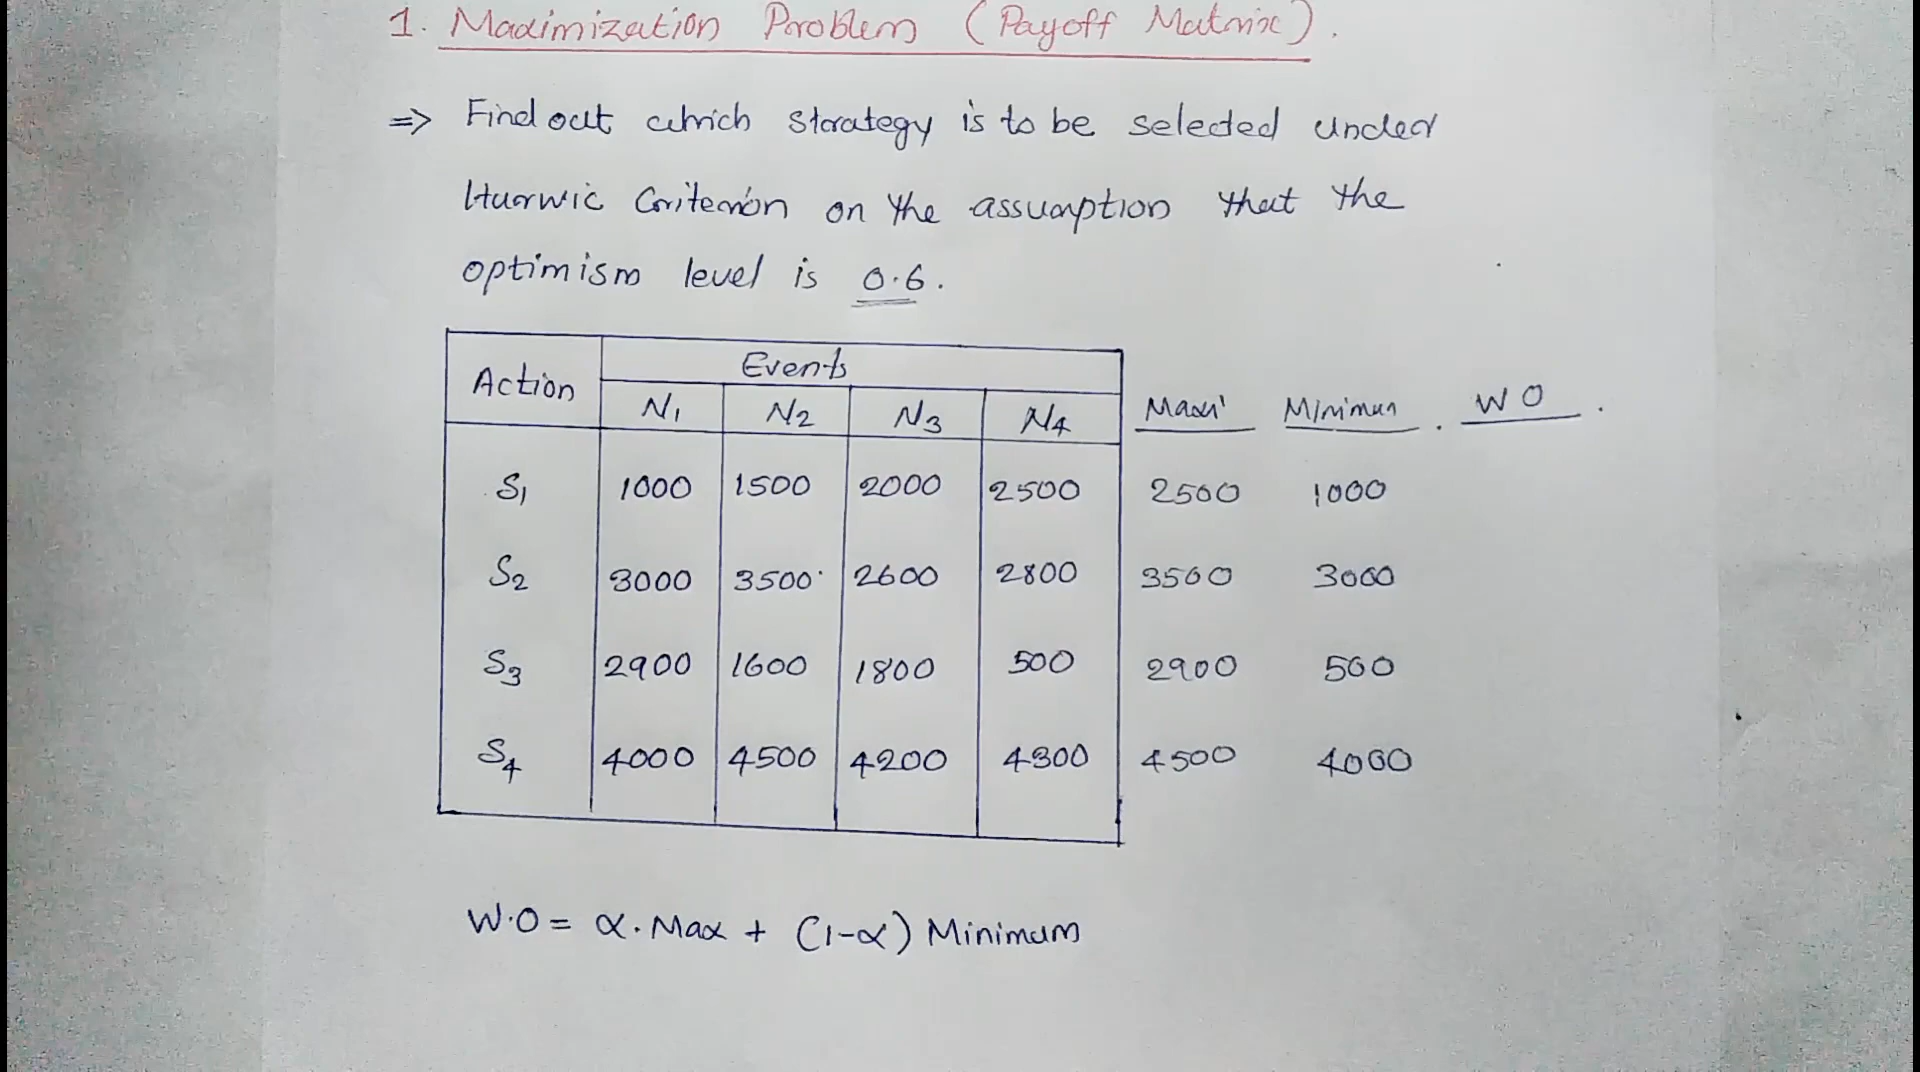 1. Maximization Problem (Payoff Matrix).
=> Find out which strategy is to be selected under
Hurwic Criterion on the assumption that the
optimism level is 0.6.
Action Events
N1 N2 N3 N4 Maxi Minimun . W O .
S1 1000 1500 2000 2500 2500 1000
S2 3000 3500 2600 2800 3500 3000
S3 2900 1600 1800 500 2900 500
S4 4000 4500 4200 4300 4500 4000
W.O = α. Max + (1-α) Minimum